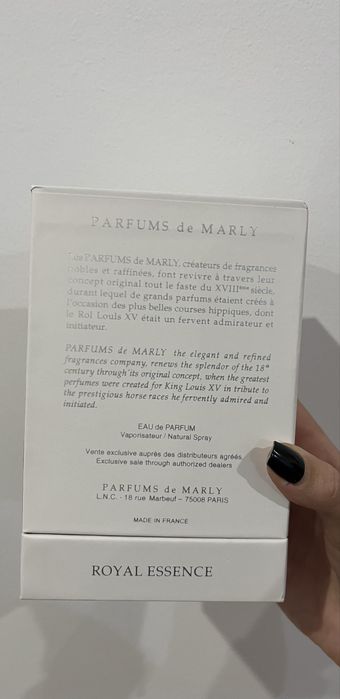 PARFUMS de MARLY
Les PARFUMS de MARLY, créateurs de fragrances
nobles et raffinées, font revivre à travers leur
concept original tout le faste du XVIIIème siècle,
durant lequel de grands parfums étaient créés à
l'occasion des plus belles courses hippiques, dont
le Roi Louis XV était un fervent admirateur et
initiateur.
PARFUMS de MARLY the elegant and refined
fragrances company, renews the splendor of the 18th
century through its original concept, when the greatest
perfumes were created for King Louis XV in tribute to
the prestigious horse races he fervently admired and
initiated.
EAU de PARFUM
Vaporisateur / Natural Spray
Vente exclusive auprès des distributeurs agréés
Exclusive sale through authorized dealers
PARFUMS de MARLY
L.N.C. - 18 rue Marbeuf - 75008 PARIS
MADE IN FRANCE
ROYAL ESSENCE